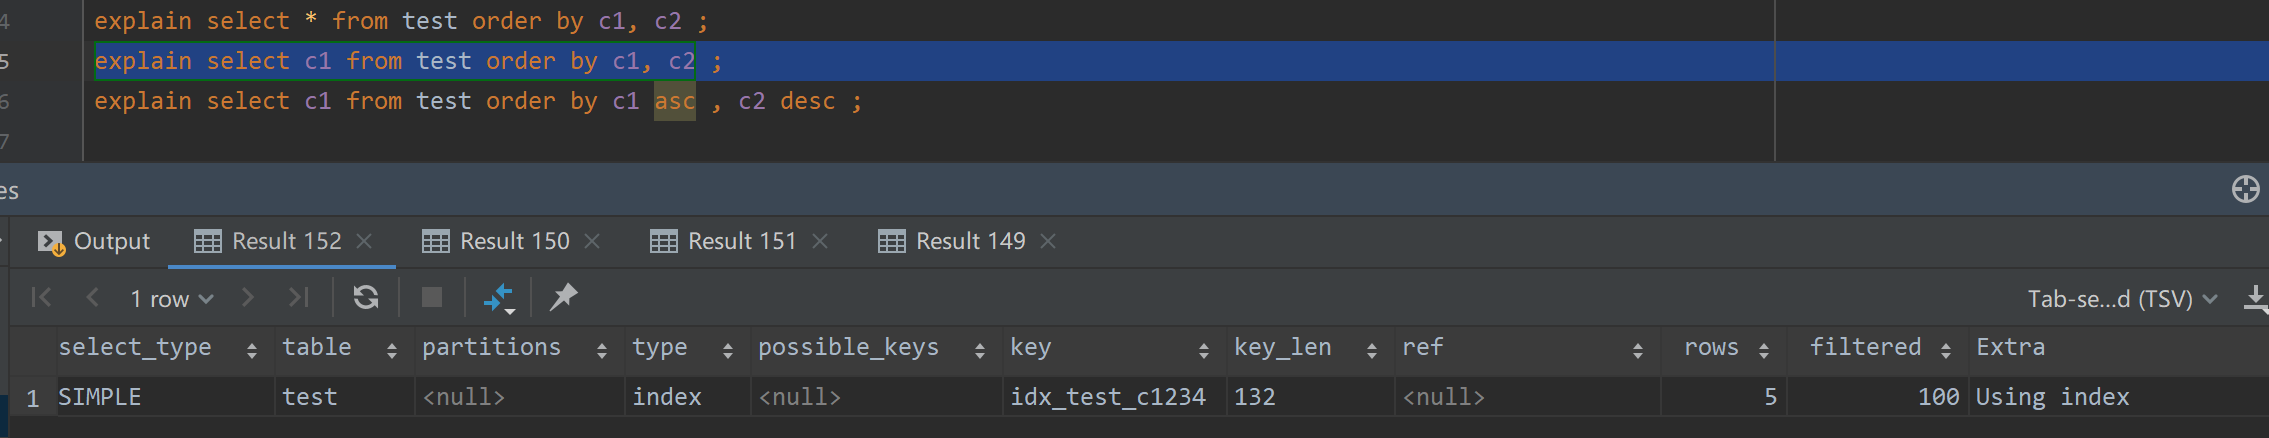 4 explain select * from test order by c1, c2 ;
5 explain select c1 from test order by c1, c2 ;
6 explain select c1 from test order by c1 asc , c2 desc ;
7
es
Output Result 152 Result 150 Result 151 Result 149
1 row Tab-se...d (TSV)
select_type table partitions type possible_keys key key_len ref rows filtered Extra
1 SIMPLE test <null> index <null> idx_test_c1234 132 <null> 5 100 Using index